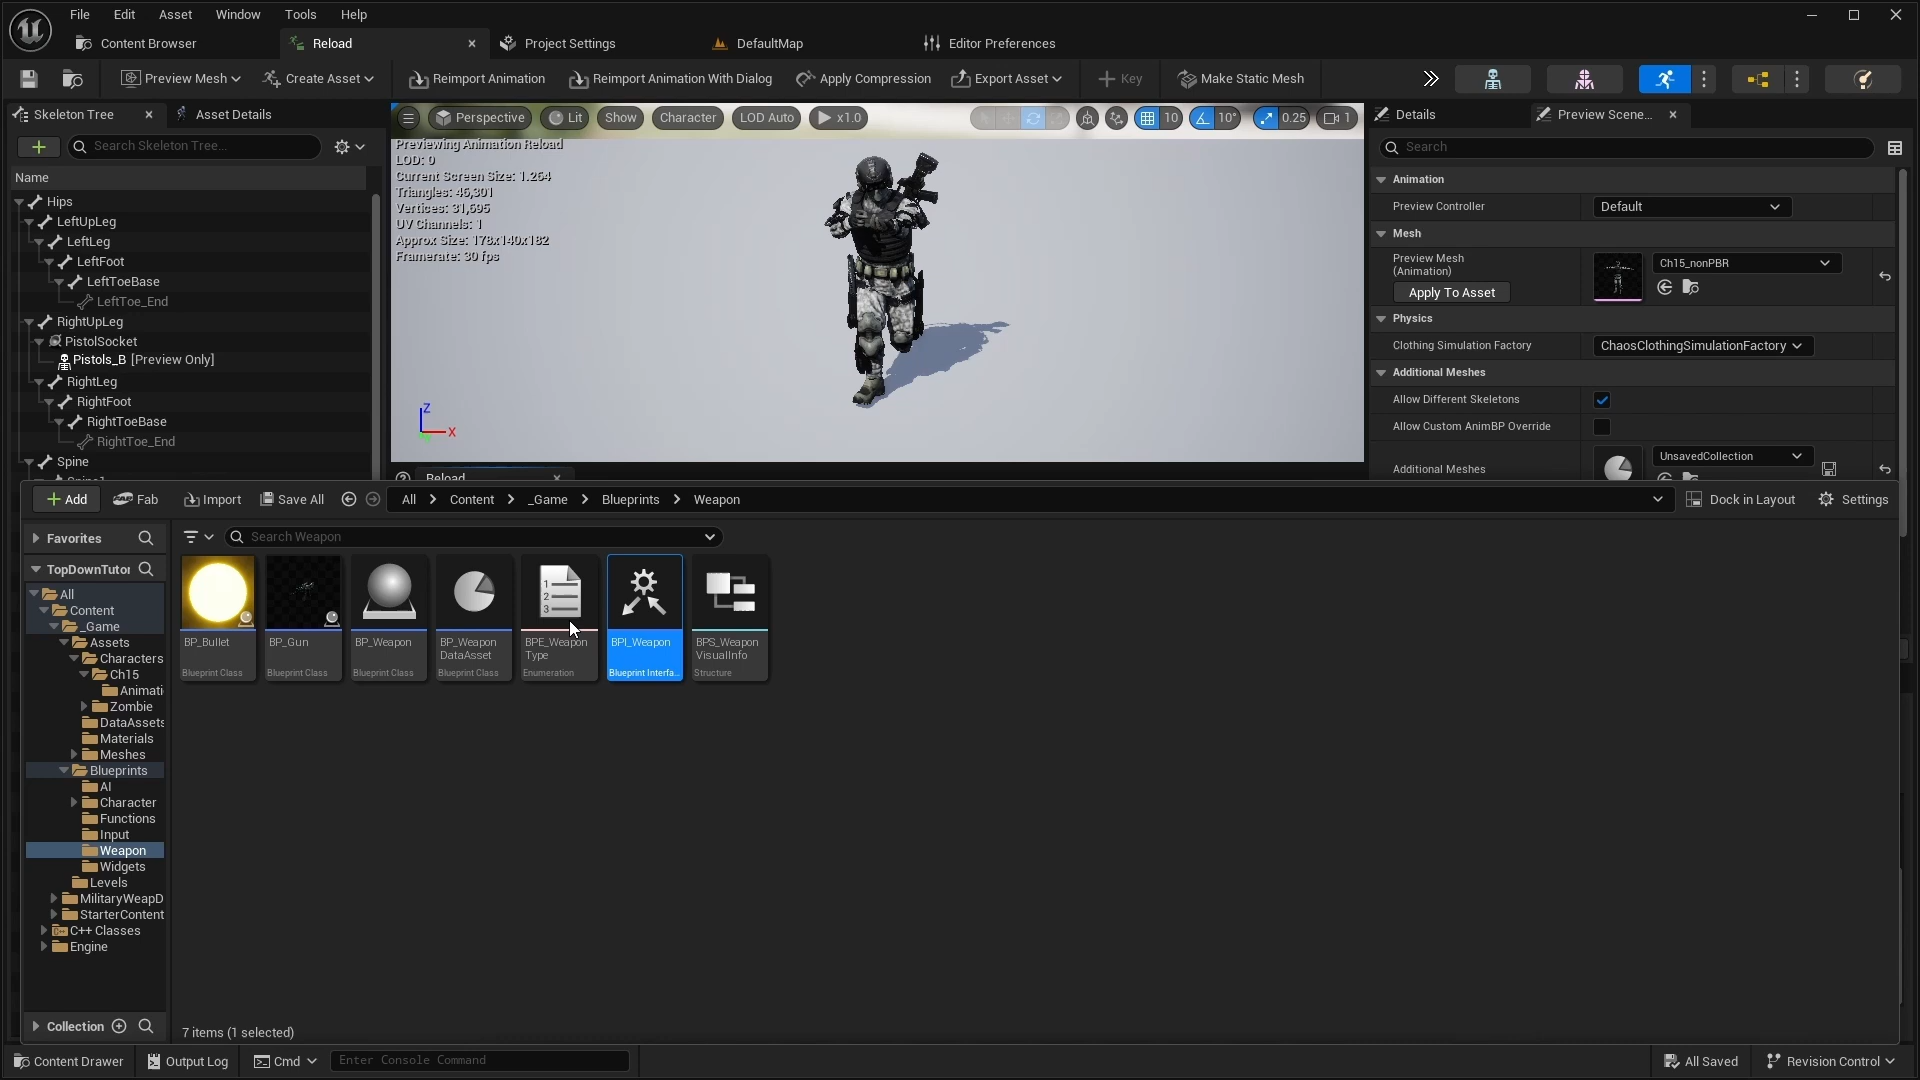 File Edit Asset Window Tools Help
Content Browser Reload Project Settings DefaultMap Editor Preferences
Preview Mesh Create Asset Reimport Animation Reimport Animation With Dialog Apply Compression Export Asset Key Make Static Mesh
Skeleton Tree Asset Details
Search Skeleton Tree...
Name
Hips
LeftUpLeg
LeftLeg
LeftFoot
LeftToeBase
LeftToe_End
RightUpLeg
PistolSocket
Pistols_B [Preview Only]
RightLeg
RightFoot
RightToeBase
RightToe_End
Spine
Perspective Lit Show Character LOD Auto x1.0 10 10° 0.25 1
Previewing Animation Reload
LOD: 0
Current Screen Size: 1.264
Triangles: 46,301
Vertices: 31,695
UV Channels: 1
Approx Size: 178x140x182
Framerate: 30 fps
Z
X
Reload
Details Preview Scene...
Search
Animation
Preview Controller Default
Mesh
Preview Mesh
(Animation)
Ch15_nonPBR
Apply To Asset
Physics
Clothing Simulation Factory ChaosClothingSimulationFactory
Additional Meshes
Allow Different Skeletons
Allow Custom AnimBP Override
Additional Meshes UnsavedCollection
Add Fab Import Save All All Content _Game Blueprints Weapon Dock in Layout Settings
Favorites
Search Weapon
TopDownTutor
All
Content
_Game
Assets
Characters
Ch15
Animati
Zombie
DataAssets
Materials
Meshes
Blueprints
AI
Character
Functions
Input
Weapon
Widgets
Levels
MilitaryWeapD
StarterContent
C++ Classes
Engine
Collection
BP_Bullet
Blueprint Class
BP_Gun
Blueprint Class
BP_Weapon
Blueprint Class
BP_Weapon
DataAsset
Blueprint Class
1
2
3
BPE_Weapon
Type
Enumeration
BPI_Weapon
Blueprint Interfa...
BPS_Weapon
VisualInfo
Structure
7 items (1 selected)
Content Drawer Output Log Cmd Enter Console Command All Saved Revision Control